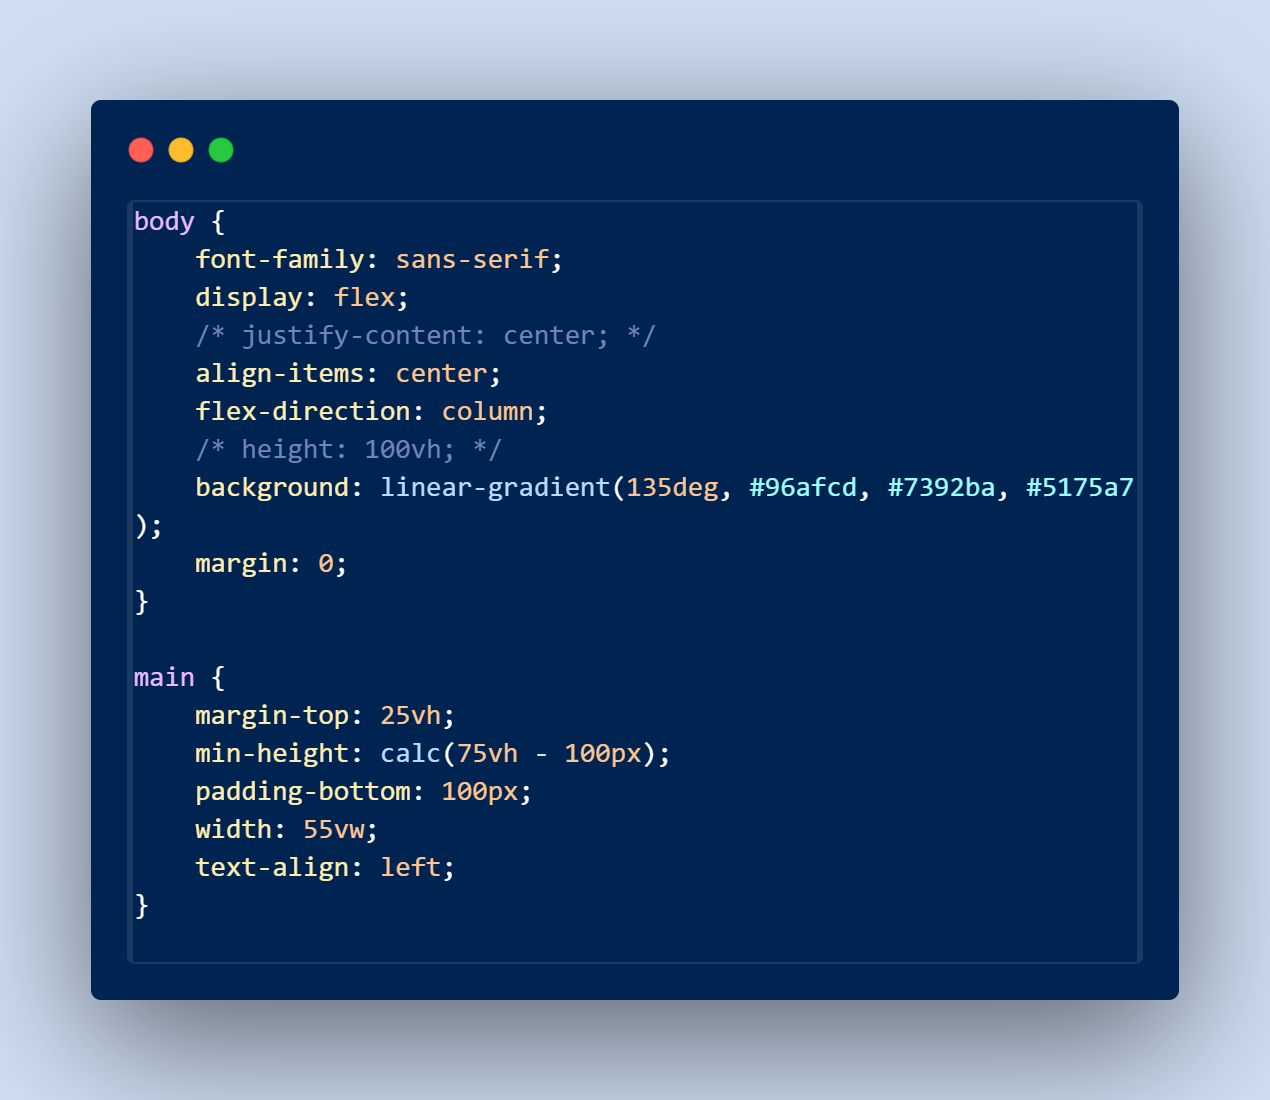 body {
    font-family: sans-serif;
    display: flex;
    /* justify-content: center; */
    align-items: center;
    flex-direction: column;
    /* height: 100vh; */
    background: linear-gradient(135deg, #96afcd, #7392ba, #5175a7
);
    margin: 0;
}

main {
    margin-top: 25vh;
    min-height: calc(75vh - 100px);
    padding-bottom: 100px;
    width: 55vw;
    text-align: left;
}